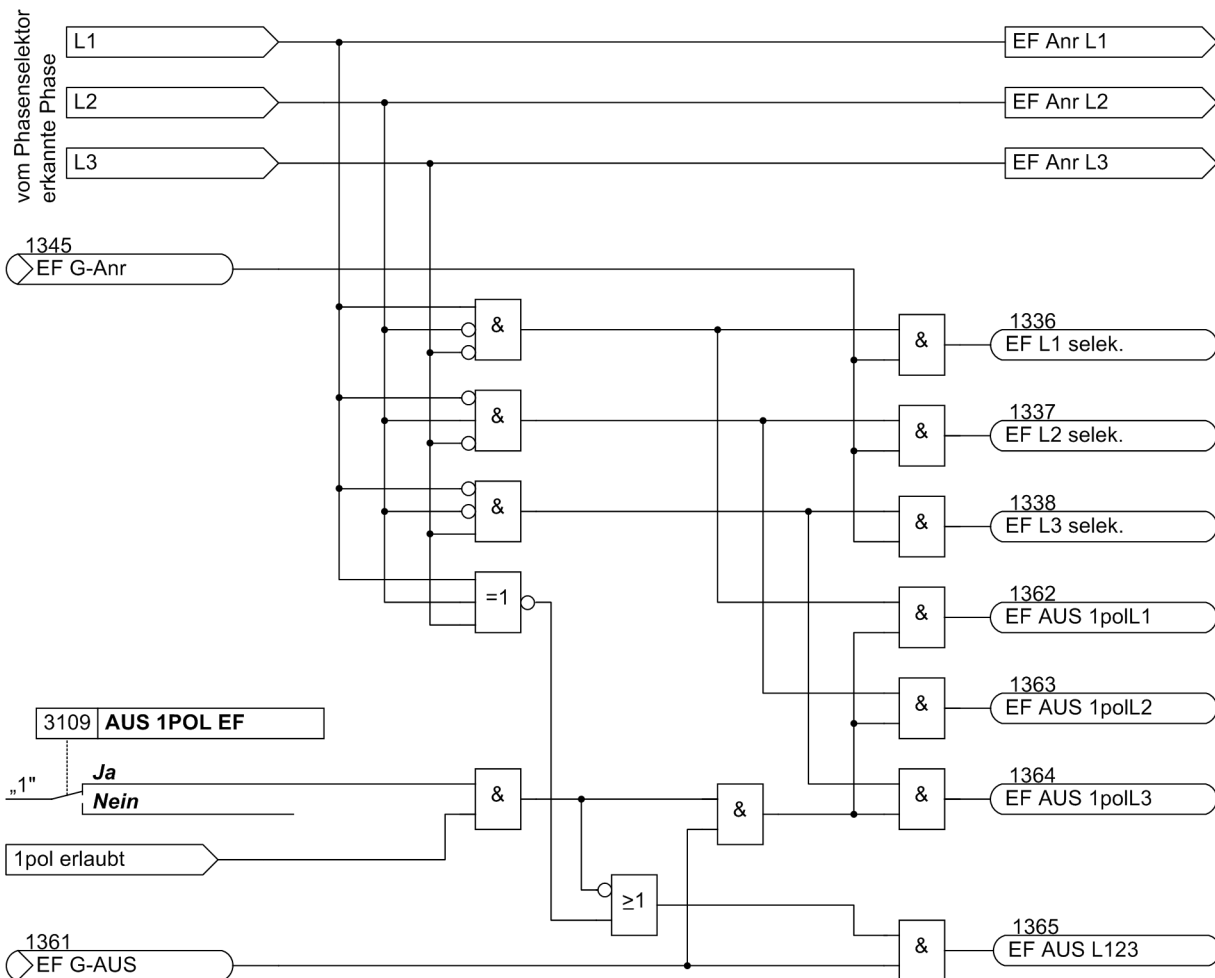 vom Phasenselektor
erkannte Phase
L1
EF Anr L1
L2
EF Anr L2
L3
EF Anr L3
1345
EF G-Anr
&
&
1336
EF L1 selek.
&
&
1337
EF L2 selek.
&
&
1338
EF L3 selek.
=1
&
1362
EF AUS 1polL1
&
1363
EF AUS 1polL2
3109 AUS 1POL EF
„1"
Ja
Nein
&
&
&
1364
EF AUS 1polL3
1pol erlaubt
≥1
1361
EF G-AUS
&
1365
EF AUS L123